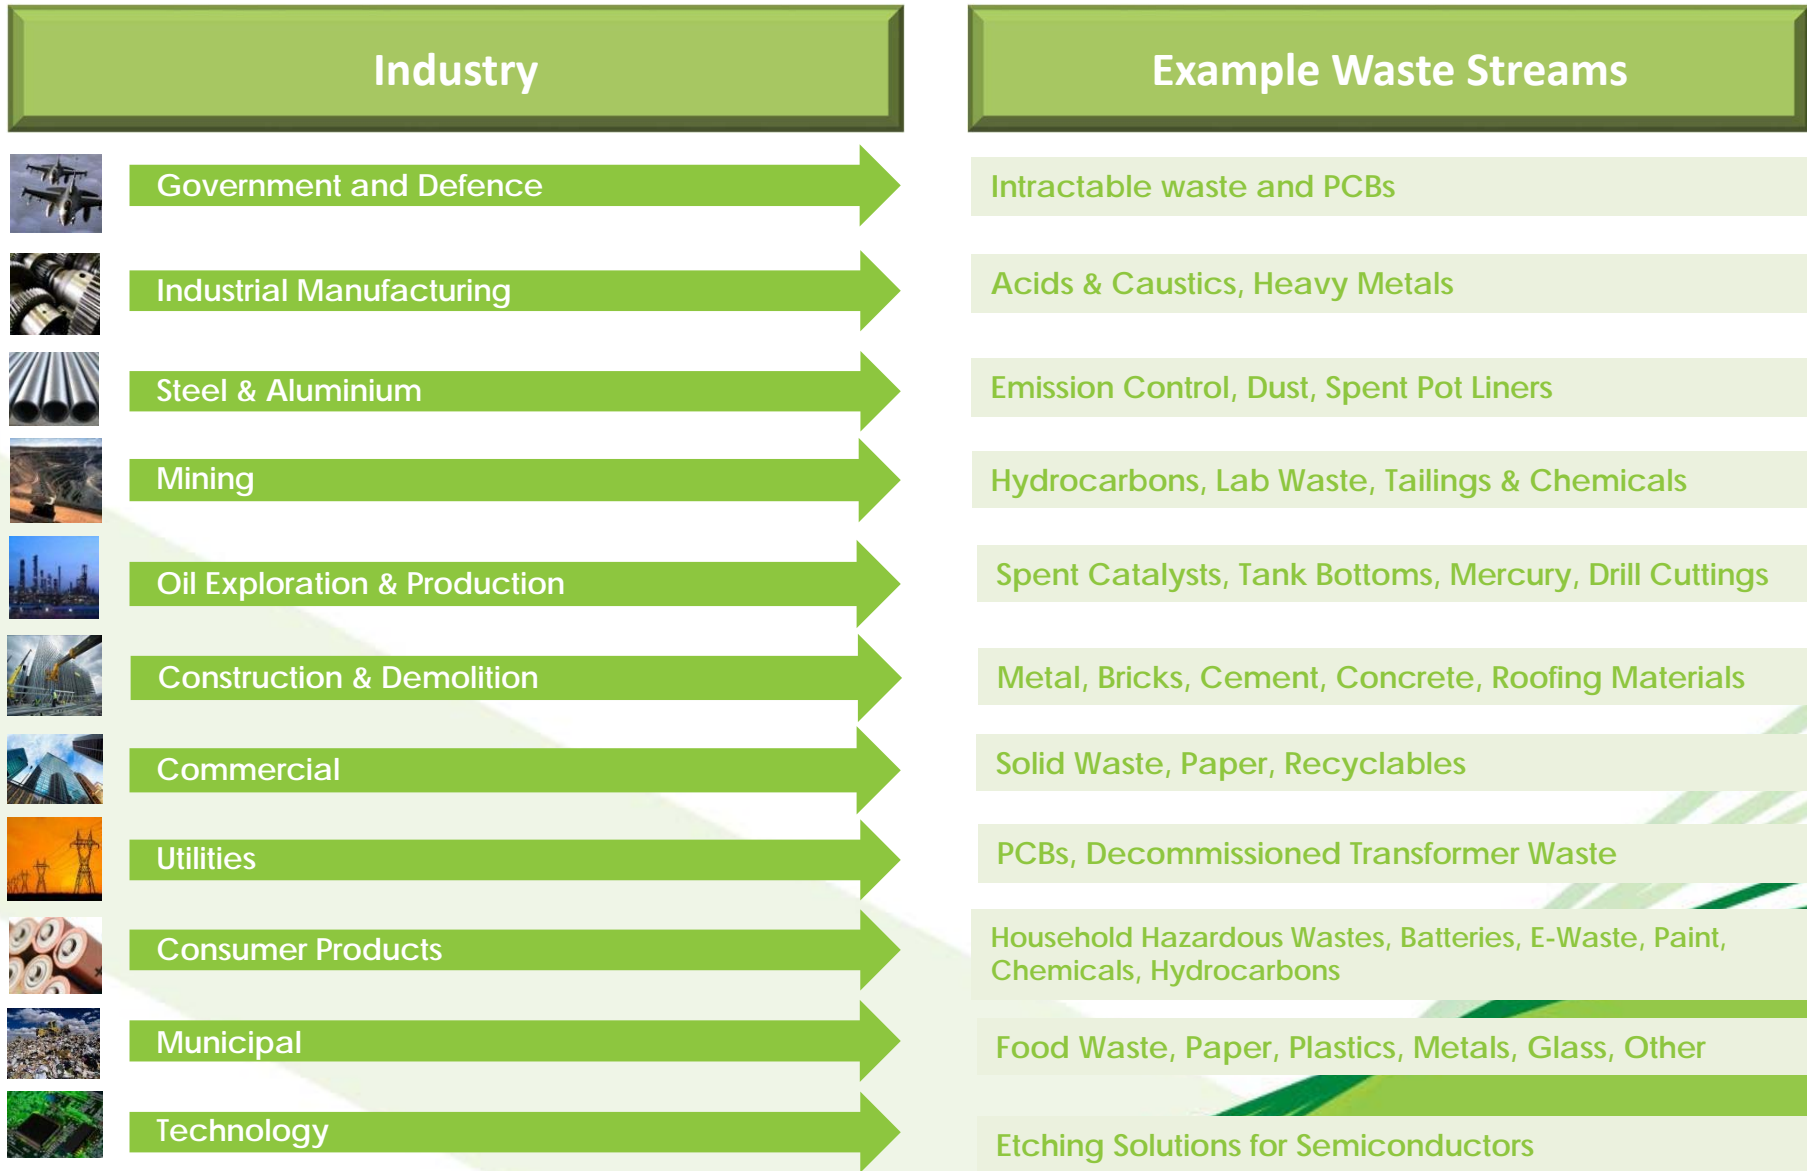 Industry
Example Waste Streams
Government and Defence
Intractable waste and PCBs
Industrial Manufacturing
Acids & Caustics, Heavy Metals
Steel & Aluminium
Emission Control, Dust, Spent Pot Liners
Mining
Hydrocarbons, Lab Waste, Tailings & Chemicals
Oil Exploration & Production
Spent Catalysts, Tank Bottoms, Mercury, Drill Cuttings
Construction & Demolition
Metal, Bricks, Cement, Concrete, Roofing Materials
Commercial
Solid Waste, Paper, Recyclables
Utilities
PCBs, Decommissioned Transformer Waste
Consumer Products
Household Hazardous Wastes, Batteries, E-Waste, Paint,
Chemicals, Hydrocarbons
Municipal
Food Waste, Paper, Plastics, Metals, Glass, Other
Technology
Etching Solutions for Semiconductors